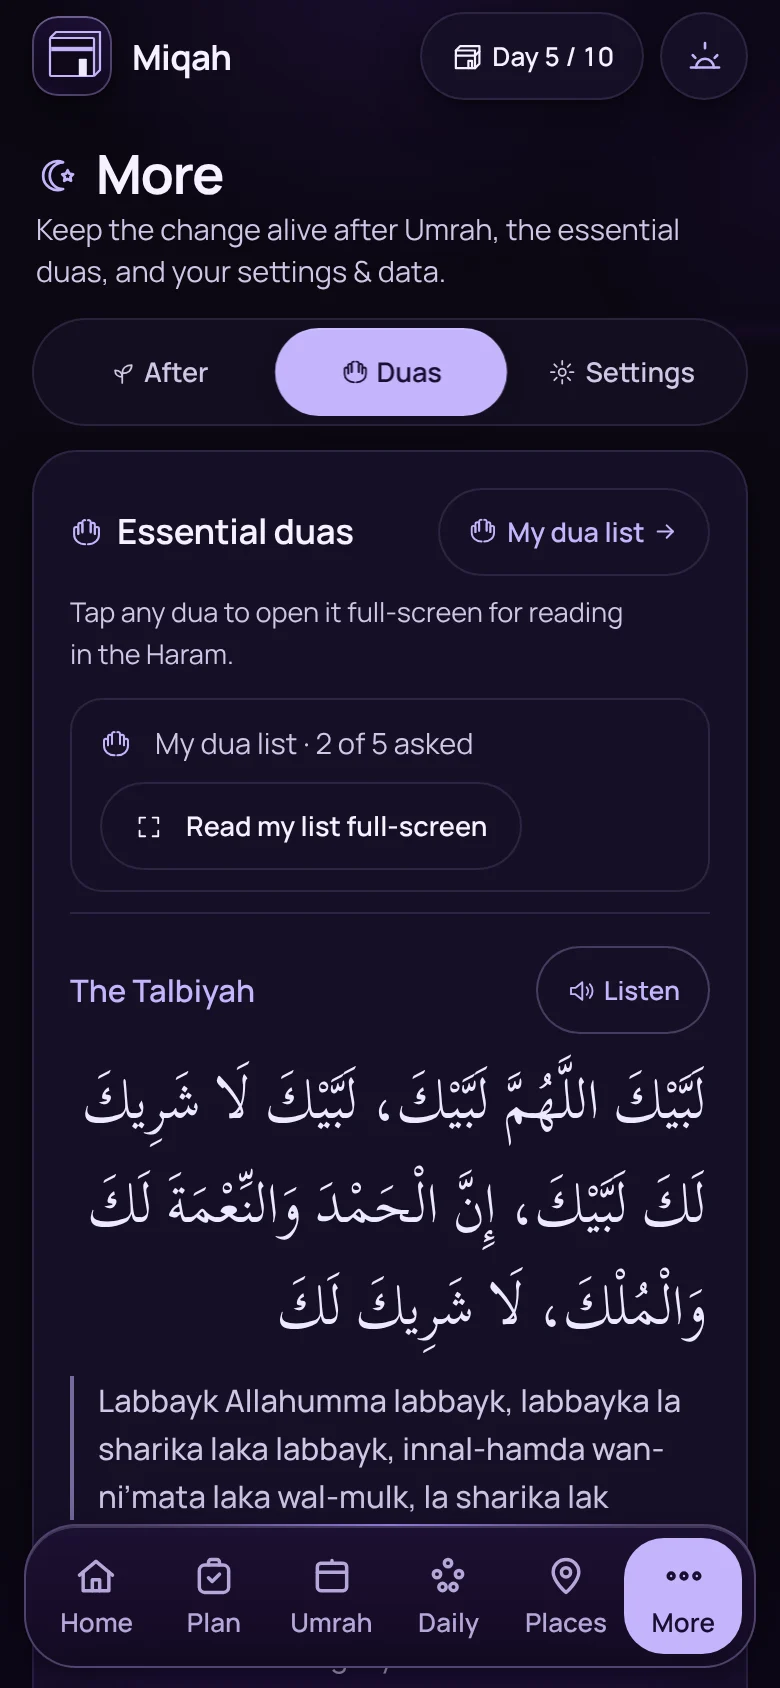 Miqah
Day 5 / 10
More
Keep the change alive after Umrah, the essential
duas, and your settings & data.
After
Duas
Settings
Essential duas
My dua list →
Tap any dua to open it full-screen for reading
in the Haram.
My dua list · 2 of 5 asked
Read my list full-screen
The Talbiyah
Listen
لَبَّيْكَ اللَّهُمَّ لَبَّيْكَ، لَبَّيْكَ لَا شَرِيكَ
لَكَ لَبَّيْكَ، إِنَّ الْحَمْدَ وَالنِّعْمَةَ لَكَ
وَالْمُلْكَ، لَا شَرِيكَ لَكَ
Labbayk Allahumma labbayk, labbayka la
sharika laka labbayk, innal-hamda wan-
ni’mata laka wal-mulk, la sharika lak
Home
Plan
Umrah
Daily
Places
More